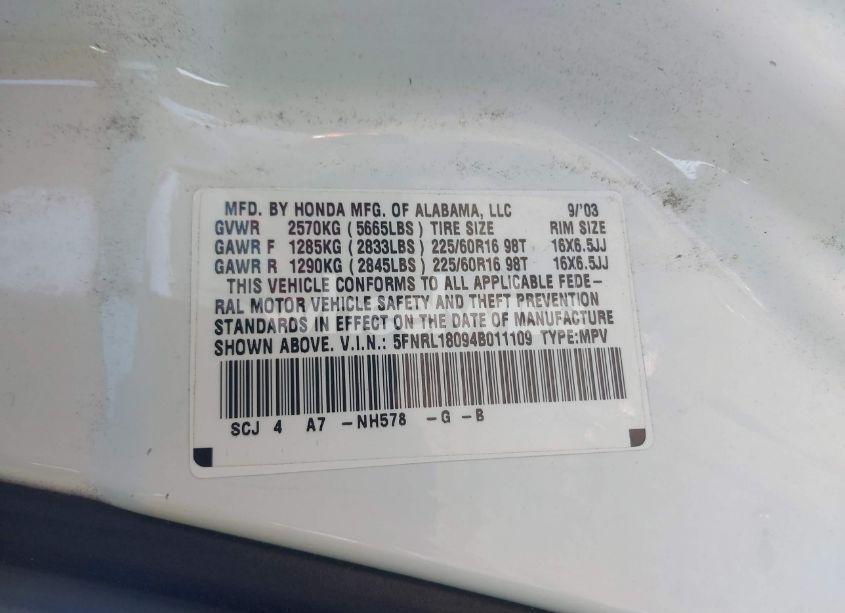 MFD. BY HONDA MFG. OF ALABAMA, LLC 9/'03
GVWR 2570KG ( 5665LBS ) TIRE SIZE RIM SIZE
GAWR F 1285KG ( 2833LBS ) 225/60R16 98T 16X6.5JJ
GAWR R 1290KG ( 2845LBS ) 225/60R16 98T 16X6.5JJ
THIS VEHICLE CONFORMS TO ALL APPLICABLE FEDE-
RAL MOTOR VEHICLE SAFETY AND THEFT PREVENTION
STANDARDS IN EFFECT ON THE DATE OF MANUFACTURE
SHOWN ABOVE. V.I.N.: 5FNRL18094B011109 TYPE:MPV
SCJ 4 A7 -NH578 -G -B